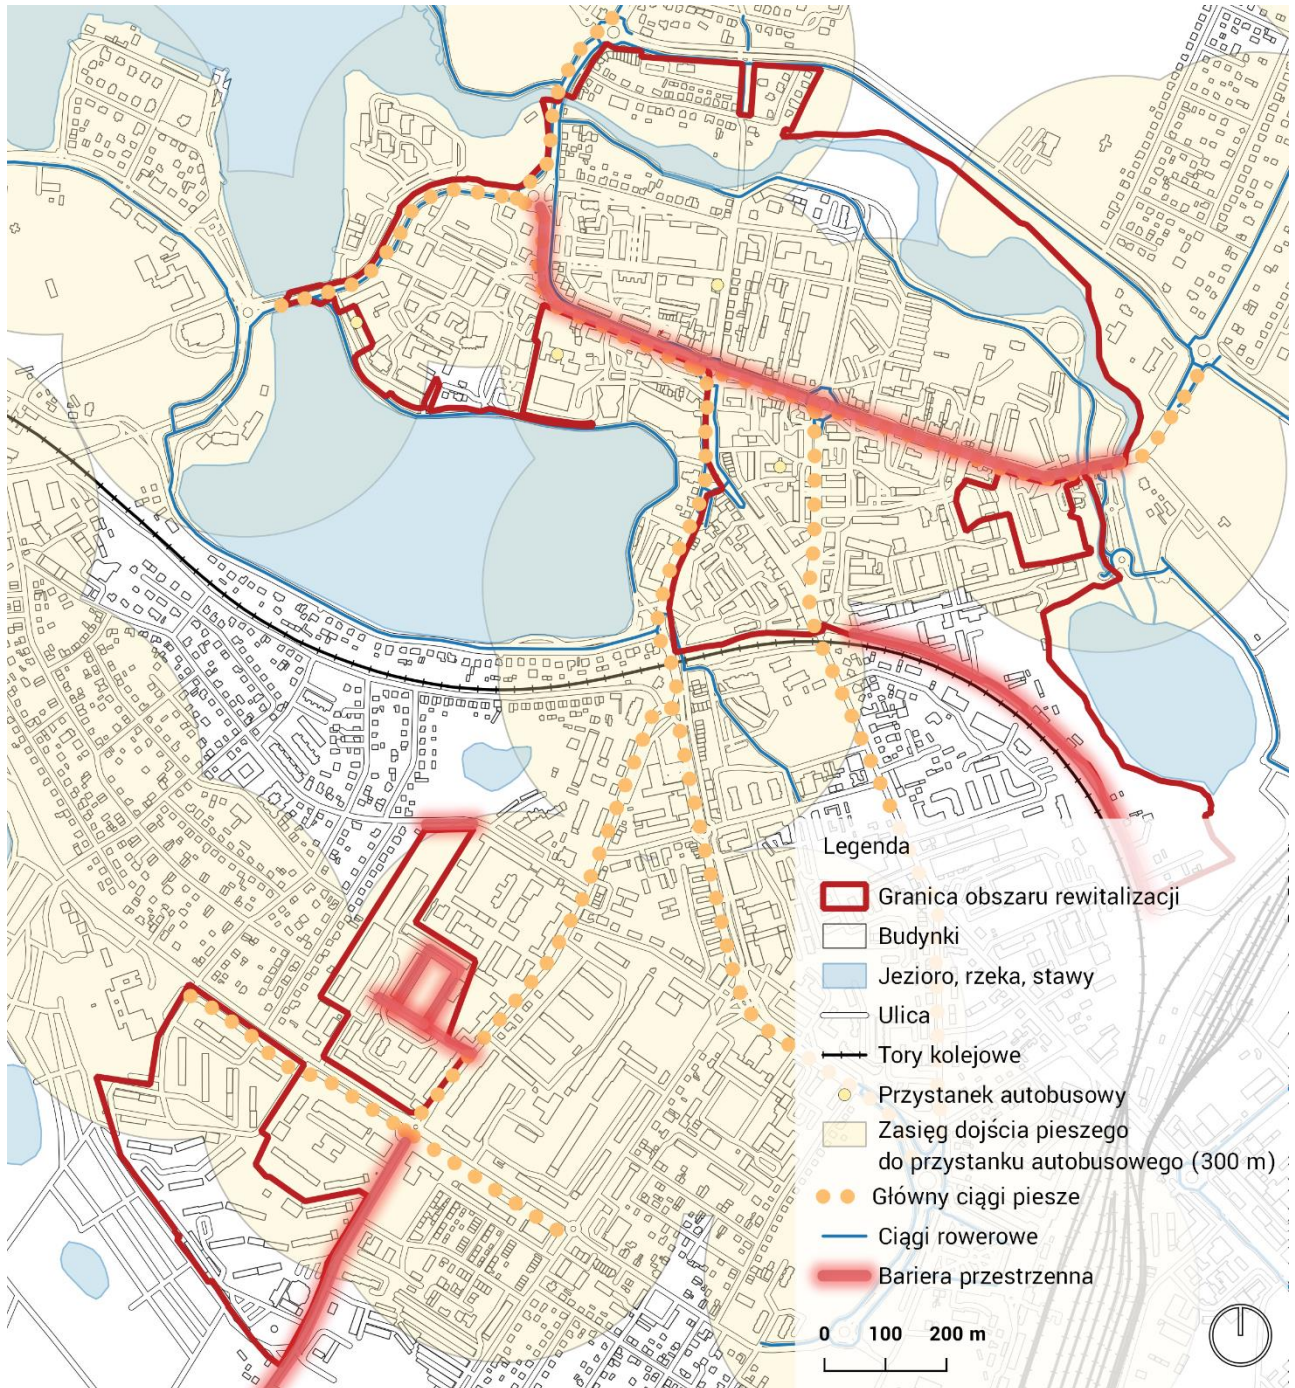 Legenda
Granica obszaru rewitalizacji
Budynki
Jezioro, rzeka, stawy
Ulica
Tory kolejowe
Przystanek autobusowy
Zasięg dojścia pieszego
do przystanku autobusowego (300 m)
Główny ciągi piesze
Ciągi rowerowe
Bariera przestrzenna
0 100 200 m